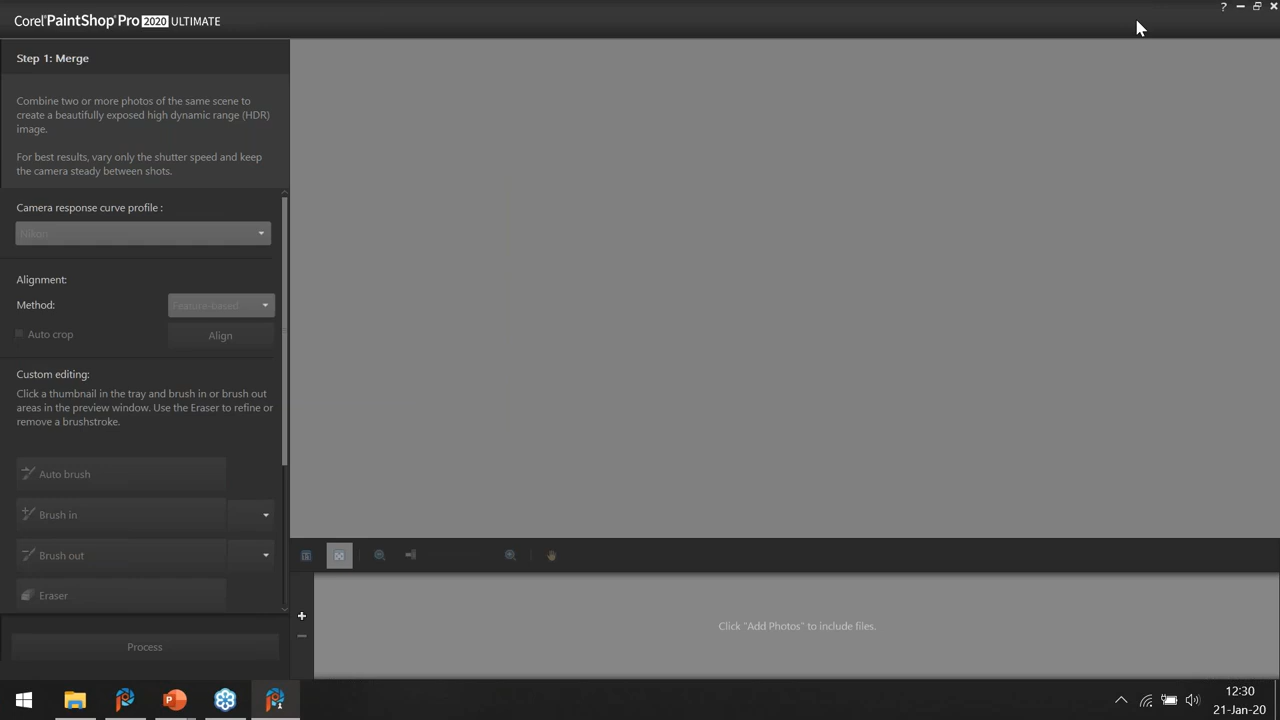 Corel PaintShop Pro 2020 ULTIMATE
Step 1: Merge
Combine two or more photos of the same scene to
create a beautifully exposed high dynamic range (HDR)
image.
For best results, vary only the shutter speed and keep
the camera steady between shots.
Camera response curve profile :
Nikon
Alignment:
Method:
Feature-based
Auto crop
Align
Custom editing:
Click a thumbnail in the tray and brush in or brush out
areas in the preview window. Use the Eraser to refine or
remove a brushstroke.
Auto brush
Brush in
Brush out
Eraser
Process
Click "Add Photos" to include files.
12:30
21-Jan-20